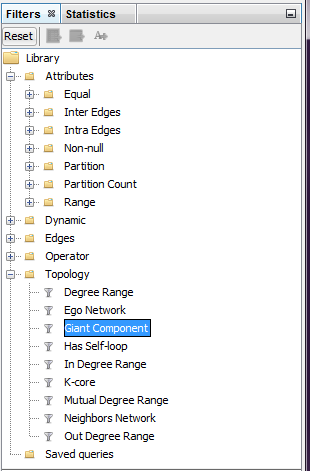 Filters Statistics
Reset
Library
Attributes
Equal
Inter Edges
Intra Edges
Non-null
Partition
Partition Count
Range
Dynamic
Edges
Operator
Topology
Degree Range
Ego Network
Giant Component
Has Self-loop
In Degree Range
K-core
Mutual Degree Range
Neighbors Network
Out Degree Range
Saved queries